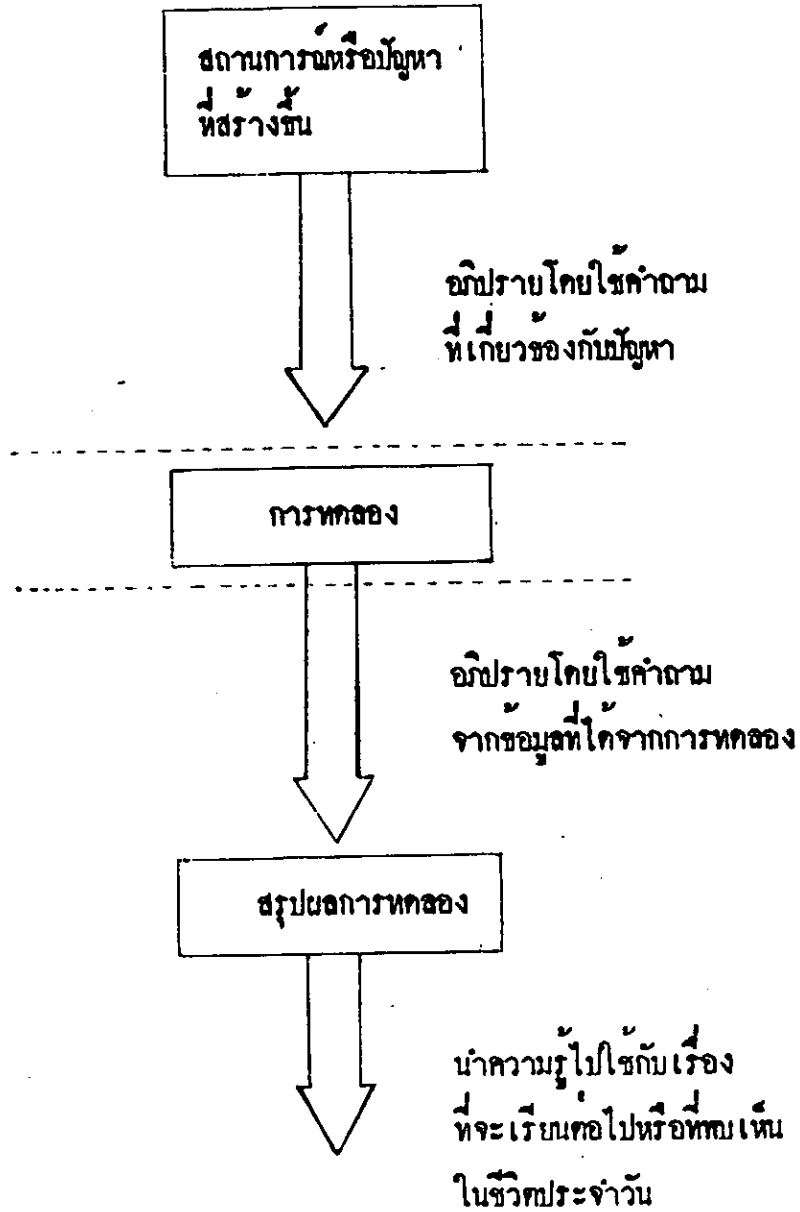 สถานการณ์หรือปัญหา
ที่สร้างขึ้น
อภิปรายโดยใช้คำถาม
ที่เกี่ยวข้องกับปัญหา
การทดลอง
อภิปรายโดยใช้คำถาม
จากข้อมูลที่ได้จากการทดลอง
สรุปผลการทดลอง
นำความรู้ไปใช้กับเรื่อง
ที่จะเรียนต่อไปหรือที่พบเห็น
ในชีวิตประจำวัน